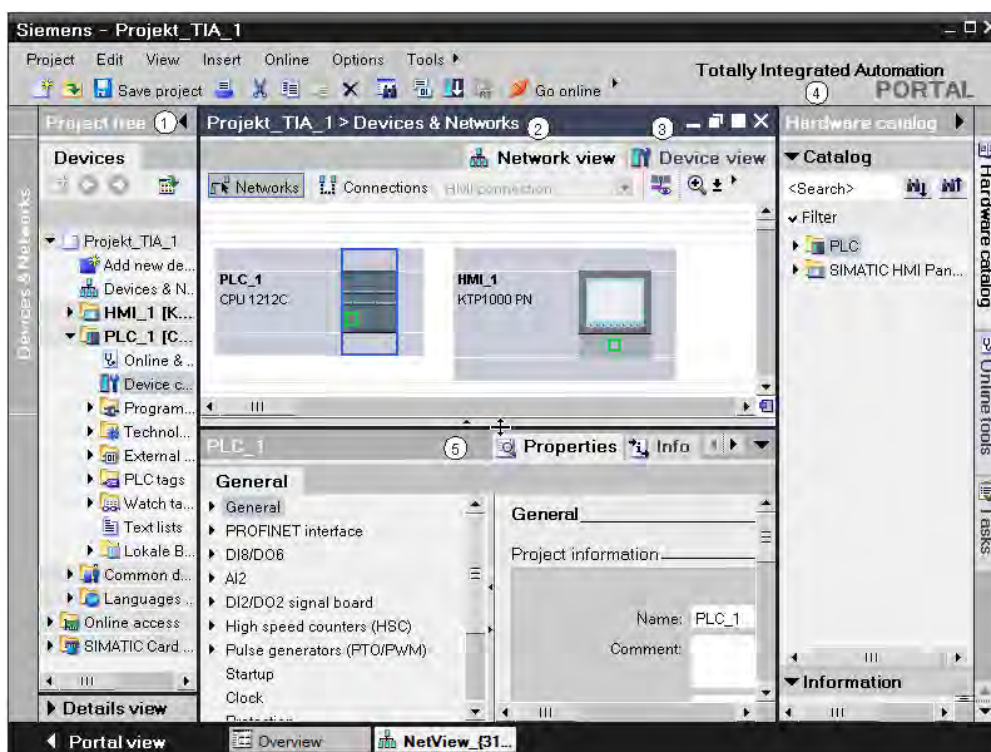 Siemens - Projekt_TIA_1
Project Edit View Insert Online Options Tools
Save project
Go online
Totally Integrated Automation
PORTAL
4
Project tree 1
Devices
Projekt_TIA_1
Add new de...
Devices & N...
HMI_1 [K...
PLC_1 [C...
Online & ..
Device c...
Program...
Technol...
External ...
PLC tags
Watch ta...
Text lists
Lokale B...
Common d...
Languages ..
Online access
SIMATIC Card ...
Details view
Portal view
Devices & Networks
Projekt_TIA_1 > Devices & Networks 2
3
Network view
Device view
Networks
Connections
HMI connection
PLC_1
CPU 1212C
HMI_1
KTP1000 PN
PLC_1
5
Properties
Info
General
General
PROFINET interface
DI8/DO6
AI2
DI2/DO2 signal board
High speed counters (HSC)
Pulse generators (PTO/PWM)
Startup
Clock
General
Project information
Name: PLC_1
Comment:
Overview
NetView_{31...
Hardware catalog
Catalog
<Search>
Filter
PLC
SIMATIC HMI Pan...
Information
Hardware catalog
Online tools
Tasks